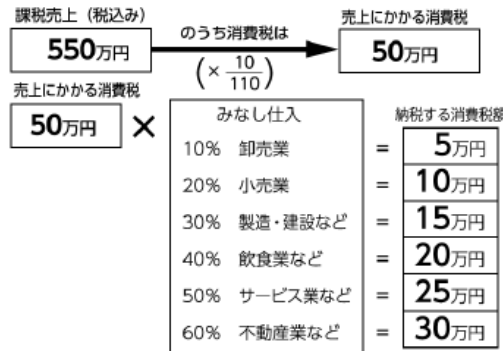 課税売上（税込み）
550万円
のうち消費税は
(× 10/110)
売上にかかる消費税
50万円
売上にかかる消費税
50万円
×
みなし仕入
納税する消費税額
10% 卸売業 = 5万円
20% 小売業 = 10万円
30% 製造・建設など = 15万円
40% 飲食業など = 20万円
50% サービス業など = 25万円
60% 不動産業など = 30万円